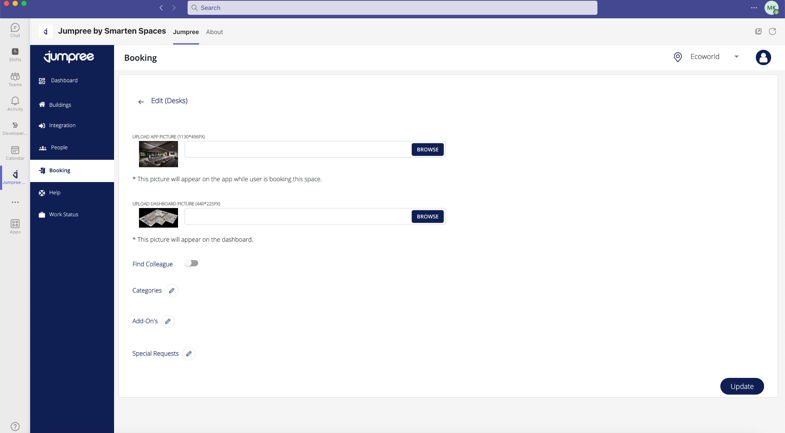 Search
MK
Chat
Shifts
Teams
Activity
Developer...
Calendar
Jumpree ...
Apps
Jumpree by Smarten Spaces
Jumpree
About
Jumpree
Dashboard
Buildings
Integration
People
Booking
Help
Work Status
Booking
Ecoworld
Edit (Desks)
UPLOAD APP PICTURE (1130*496PX)
BROWSE
* This picture will appear on the app while user is booking this space.
UPLOAD DASHBOARD PICTURE (440*225PX)
BROWSE
* This picture will appear on the dashboard.
Find Colleague
Categories
Add-On's
Special Requests
Update